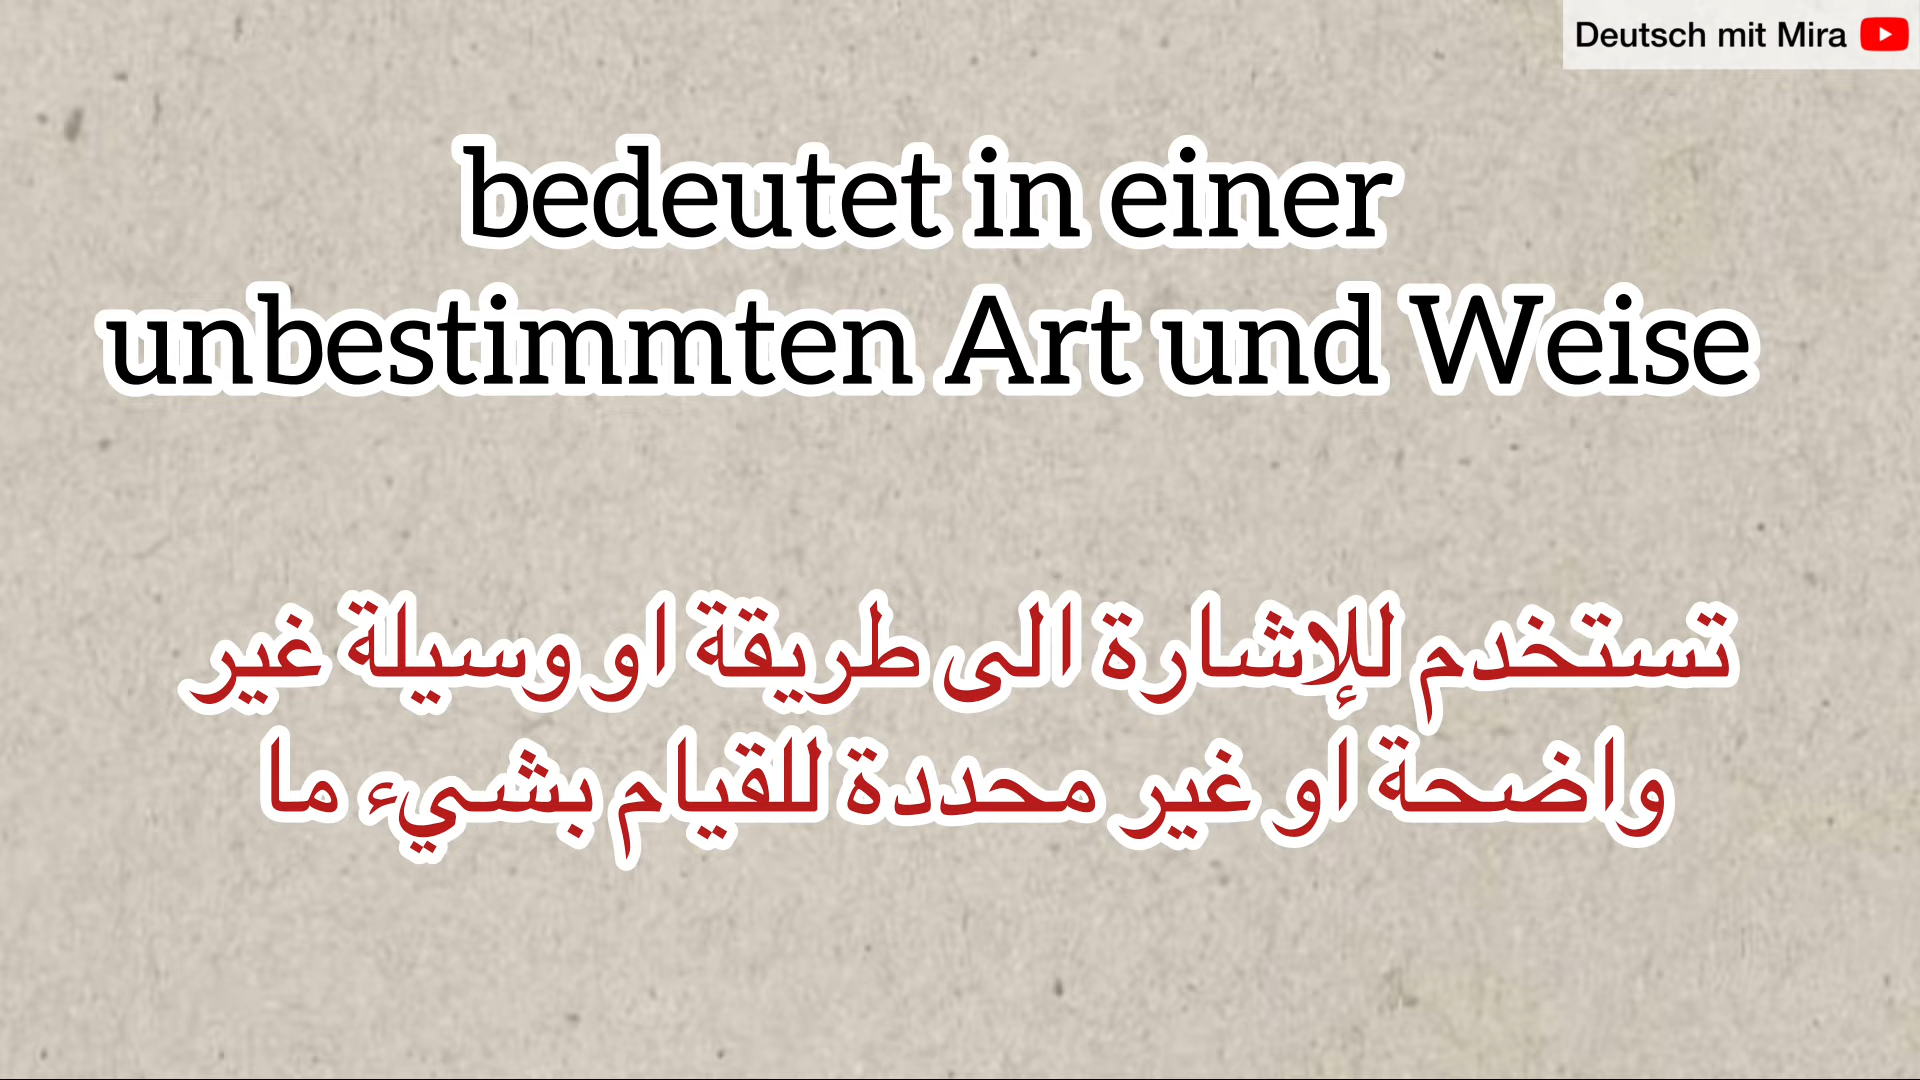 Deutsch mit Mira
bedeutet in einer
unbestimmten Art und Weise
تستخدم للإشارة الى طريقة او وسيلة غير
واضحة او غير محددة للقيام بشيء ما